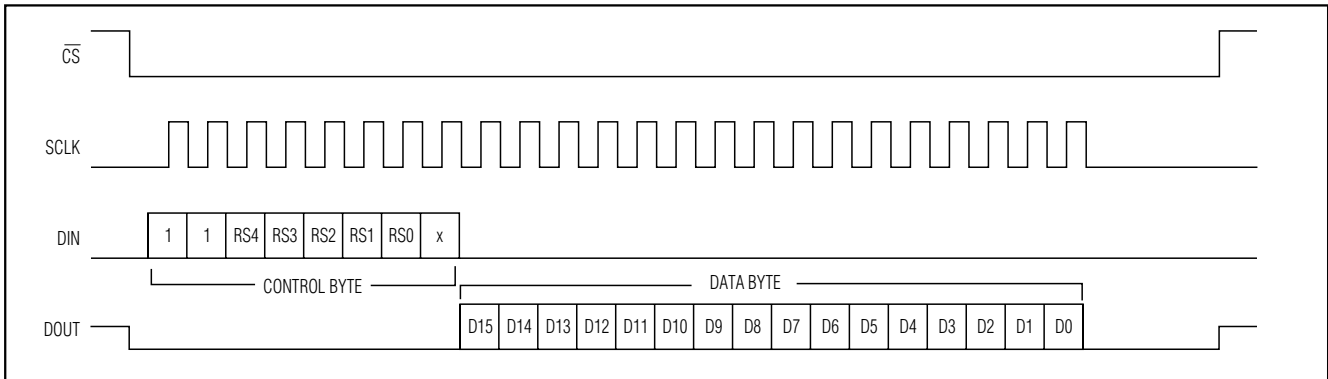 CS
SCLK
DIN 1 1 RS4 RS3 RS2 RS1 RS0 x
CONTROL BYTE DATA BYTE
DOUT D15 D14 D13 D12 D11 D10 D9 D8 D7 D6 D5 D4 D3 D2 D1 D0